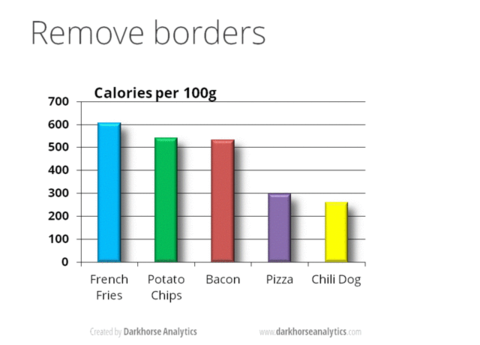 Remove borders
Calories per 100g
700
600
500
400
300
200
100
0
French Fries
Potato Chips
Bacon
Pizza
Chili Dog
Created by Darkhorse Analytics
www.darkhorseanalytics.com